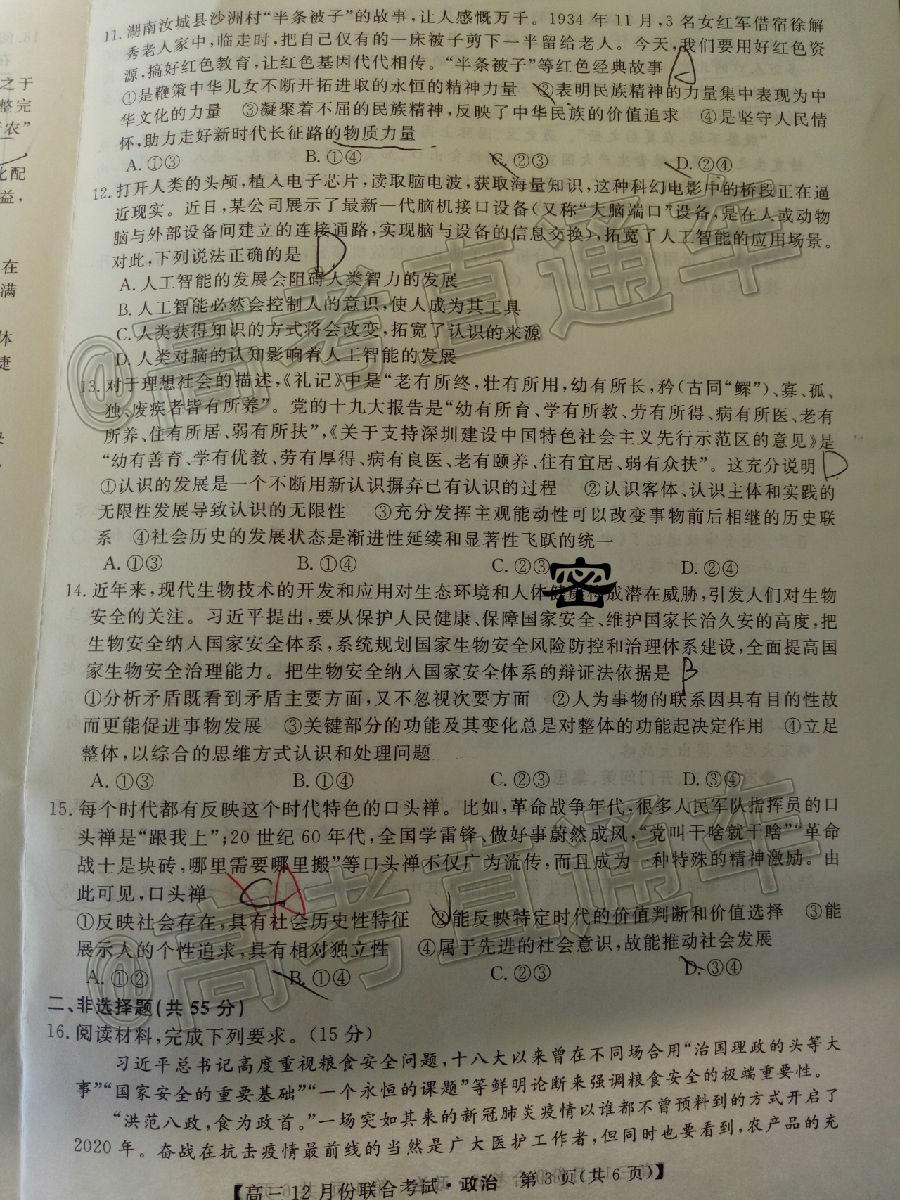 11. 湖南汝城县沙洲村“半条被子”的故事,让人感慨万千。1934 年 11 月,3 名女红军借宿徐解
秀老人家中,临走时,把自己仅有的一床被子剪下一半留给老人。今天,我们要用好红色资
源,搞好红色教育,让红色基因代代相传。“半条被子”等红色经典故事 A
①是鞭策中华儿女不断开拓进取的永恒的精神力量 ②表明民族精神的力量集中表现为中
华文化的力量 ③凝聚着不屈的民族精神,反映了中华民族的价值追求 ④是坚守人民情
怀,助力走好新时代长征路的物质力量
A. ①③ B. ①④ C. ②③ D. ②④
12. 打开人类的头颅,植入电子芯片,读取脑电波,获取海量知识,这种科幻电影中的桥段正在逼
近现实。近日,某公司展示了最新一代脑机接口设备(又称“大脑端口”设备,是在人或动物
脑与外部设备间建立的连接通路,实现脑与设备的信息交换),拓宽了人工智能的应用场景。
对此,下列说法正确的是 D
A. 人工智能的发展会阻碍人类智力的发展
B. 人工智能必然会控制人的意识,使人成为其工具
C. 人类获得知识的方式将会改变,拓宽了认识的来源
D. 人类对脑的认知影响着人工智能的发展
13. 对于理想社会的描述,《礼记》中是“老有所终,壮有所用,幼有所长,矜(古同“鳏”)、寡、孤、
独、废疾者皆有所养”。党的十九大报告是“幼有所育、学有所教、劳有所得、病有所医、老有
所养、住有所居、弱有所扶”,《关于支持深圳建设中国特色社会主义先行示范区的意见》是
“幼有善育、学有优教、劳有厚得、病有良医、老有颐养、住有宜居、弱有众扶”。这充分说明 D
①认识的发展是一个不断用新认识摒弃已有认识的过程 ②认识客体、认识主体和实践的
无限性发展导致认识的无限性 ③充分发挥主观能动性可以改变事物前后相继的历史联
系 ④社会历史的发展状态是渐进性延续和显著性飞跃的统一
A. ①③ B. ①④ C. ②③ D. ②④
密
14. 近年来,现代生物技术的开发和应用对生态环境和人体健康构成潜在威胁,引发人们对生物
安全的关注。习近平提出,要从保护人民健康、保障国家安全、维护国家长治久安的高度,把
生物安全纳入国家安全体系,系统规划国家生物安全风险防控和治理体系建设,全面提高国
家生物安全治理能力。把生物安全纳入国家安全体系的辩证法依据是 B
①分析矛盾既看到矛盾主要方面,又不忽视次要方面 ②人为事物的联系因具有目的性故
而更能促进事物发展 ③关键部分的功能及其变化总是对整体的功能起决定作用 ④立足
整体,以综合的思维方式认识和处理问题
A. ①③ B. ①④ C. ②③ D. ③④
15. 每个时代都有反映这个时代特色的口头禅。比如,革命战争年代,很多人民军队指挥员的口
头禅是“跟我上”;20 世纪 60 年代,全国学雷锋、做好事蔚然成风,“党叫干啥就干啥”“革命
战士是块砖,哪里需要哪里搬”等口头禅不仅广为流传,而且成为一种特殊的精神激励。由
此可见,口头禅 C A
①反映社会存在,具有社会历史性特征 ②能反映特定时代的价值判断和价值选择 ③能
展示人的个性追求,具有相对独立性 ④属于先进的社会意识,故能推动社会发展
A. ①② B. ①④ C. ②③ D. ③④
二、非选择题(共 55 分)
16. 阅读材料,完成下列要求。(15 分)
习近平总书记高度重视粮食安全问题,十八大以来曾在不同场合用“治国理政的头等大
事”“国家安全的重要基础”“一个永恒的课题”等鲜明论断来强调粮食安全的极端重要性。
“洪范八政,食为政首。”一场突如其来的新冠肺炎疫情以谁都不曾预料到的方式开启了
2020 年。奋战在抗击疫情最前线的当然是广大医护工作者,但同时也要看到,农产品的充
【高三 12 月份联合考试·政治 第 3 页(共 6 页)】
@高考直通车
@高考直通车
之于
整完
农”
配
益,
在
满
体
捷